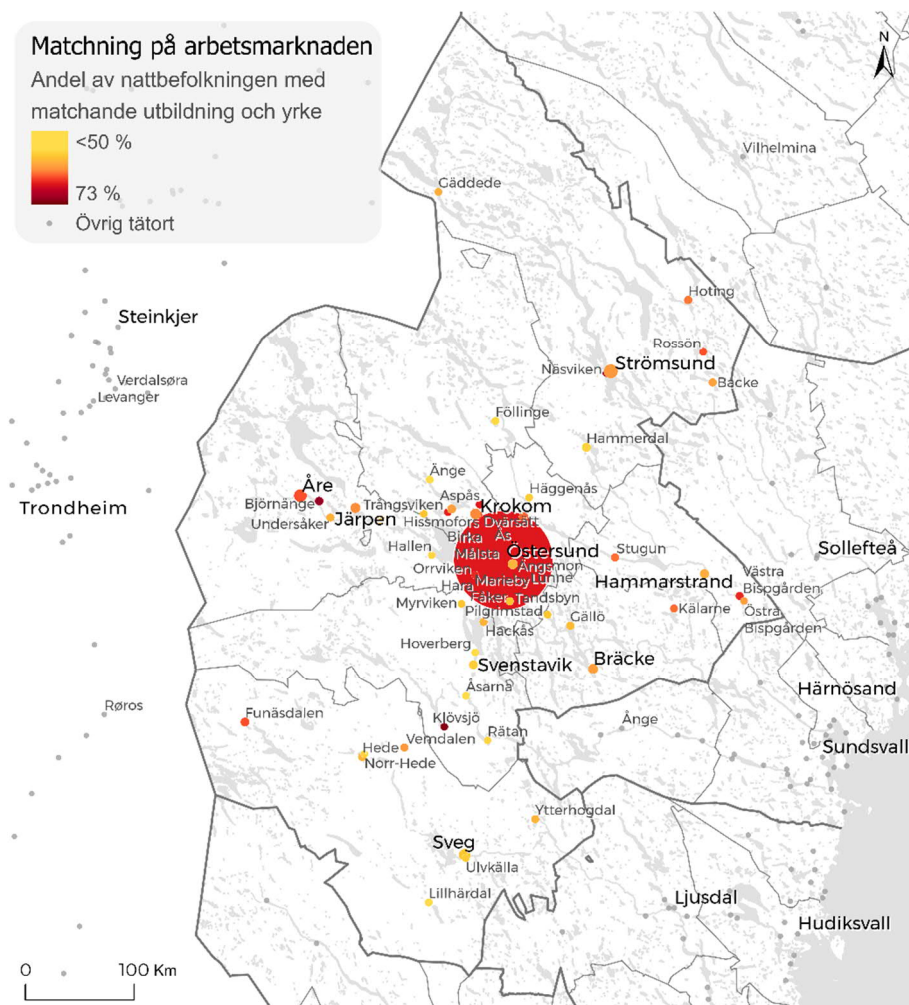 Matchning på arbetsmarknaden
Andel av nattbefolkningen med
matchande utbildning och yrke
<50 %
73 %
Övrig tätort
N
Vilhelmina
Gäddede
Hoting
Steinkjer
Rossön
Strömsund
Näsviken
Backe
Verdalsøra
Levanger
Föllinge
Hammerdal
Änge
Åre
Häggenås
Björnänge
Trångsviken
Aspås
Krokom
Trondheim
Undersåker
Järpen
Hissmofors
Dvärsätt
Birka
Ås
Hallen
Målsta
Östersund
Stugun
Sollefteå
Orrviken
Ängsmon
Hammarstrand
Västra
Bispgården
Marieby
Lunne
Hara
Fåker
Tandsbyn
Myrviken
Pilgrimstad
Kälarne
Östra
Bispgården
Gällö
Hackås
Hoverberg
Svenstavik
Bräcke
Åsarna
Härnösand
Røros
Funäsdalen
Klövsjö
Rätan
Ånge
Vemdalen
Hede
Norr-Hede
Sundsvall
Ytterhogdal
Sveg
Ulvkälla
Lillhärdal
Ljusdal
Hudiksvall
0 100 Km